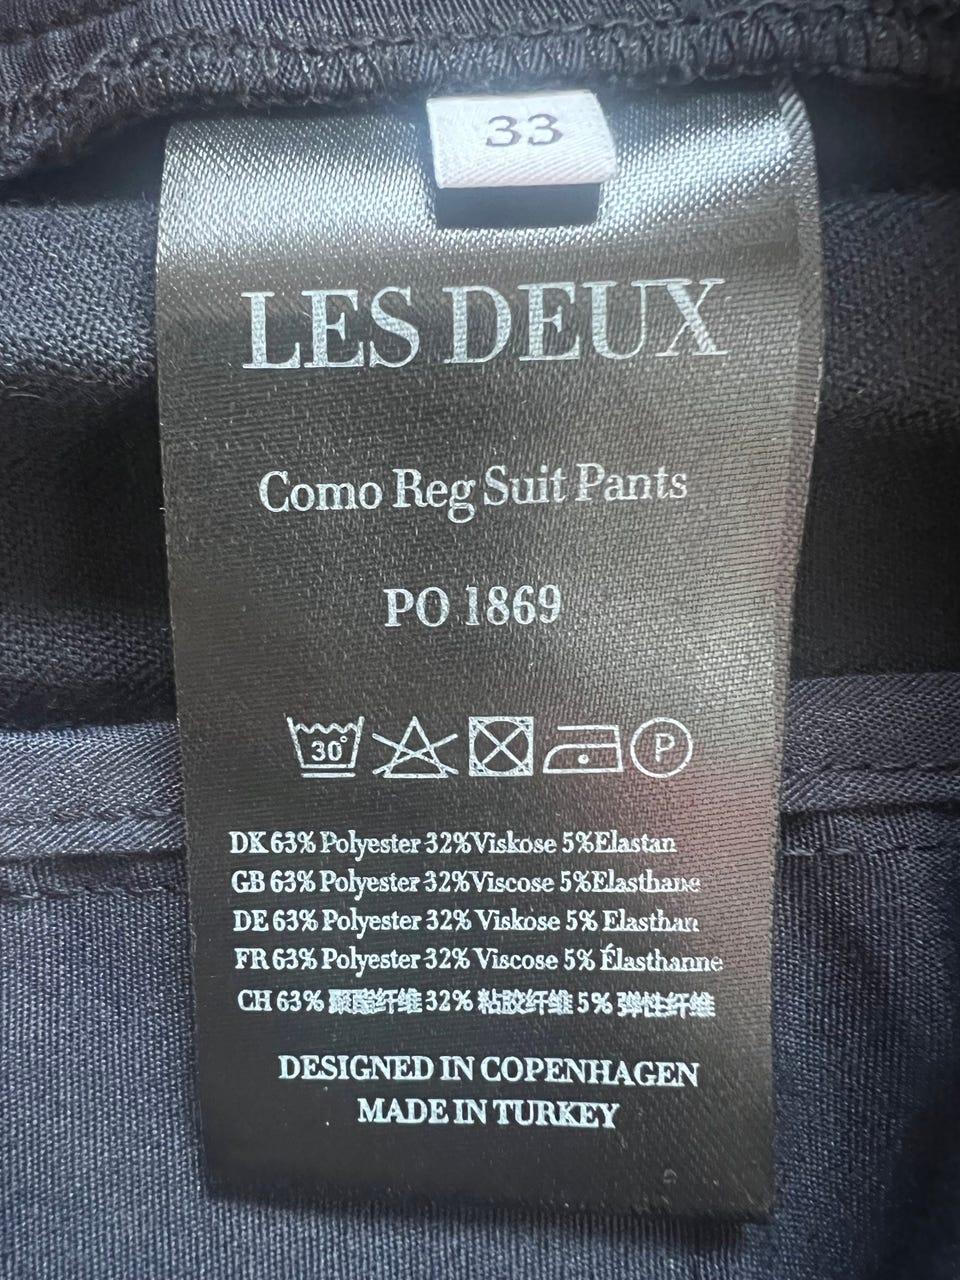 33
LES DEUX
Como Reg Suit Pants
PO 1869
30° P
DK 63% Polyester 32%Viskose 5%Elastan
GB 63% Polyester 32%Viscose 5%Elasthane
DE 63% Polyester 32% Viskose 5% Elasthan
FR 63% Polyester 32% Viscose 5% Élasthanne
CH 63% 聚酯纤维 32% 粘胶纤维 5% 弹性纤维
DESIGNED IN COPENHAGEN
MADE IN TURKEY